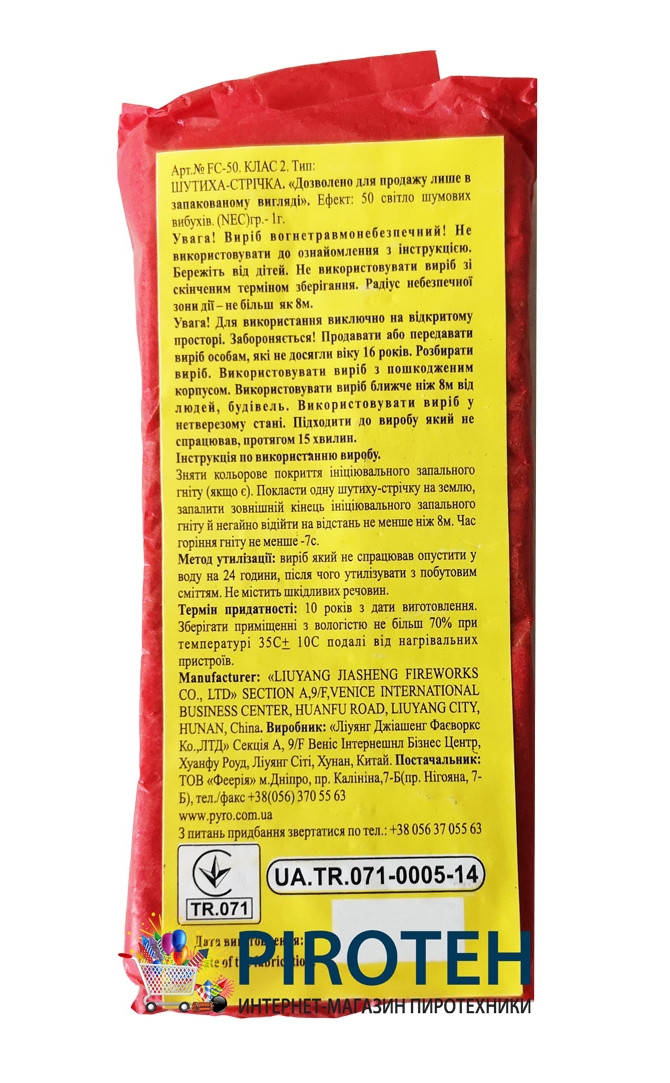 Арт.№ FC-50. КЛАС 2. Тип:
ШУТИХА-СТРІЧКА. «Дозволено для продажу лише в
запакованому вигляді». Ефект: 50 світло шумових
вибухів. (NEC)гр.- 1г.
Увага! Виріб вогнетравмонебезпечний! Не
використовувати до ознайомлення з інструкцією.
Бережіть від дітей. Не використовувати виріб зі
скінченим терміном зберігання. Радіус небезпечної
зони дії – не більш як 8м.
Увага! Для використання виключно на відкритому
просторі. Забороняється! Продавати або передавати
виріб особам, які не досягли віку 16 років. Розбирати
виріб. Використовувати виріб з пошкодженим
корпусом. Використовувати виріб ближче ніж 8м від
людей, будівель. Використовувати виріб у
нетверезому стані. Підходити до виробу який не
спрацював, протягом 15 хвилин.
Інструкція по використанню виробу.
Зняти кольорове покриття ініціювального запального
гніту (якщо є). Покласти одну шутиху-стрічку на землю,
запалити зовнішній кінець ініціювального запального
гніту й негайно відійти на відстань не менше ніж 8м. Час
горіння гніту не менше -7с.
Метод утилізації: виріб який не спрацював опустити у
воду на 24 години, після чого утилізувати з побутовим
сміттям. Не містить шкідливих речовин.
Термін придатності: 10 років з дати виготовлення.
Зберігати приміщенні з вологістю не більш 70% при
температурі 35С± 10С подалі від нагрівальних
пристроїв.
Manufacturer: «LIUYANG JIASHENG FIREWORKS
CO., LTD» SECTION A,9/F,VENICE INTERNATIONAL
BUSINESS CENTER, HUANFU ROAD, LIUYANG CITY,
HUNAN, China. Виробник: «Ліуянг Джіашенг Фаєворкс
Ко.,ЛТД» Секція А, 9/F Веніс Інтернешнл Бізнес Центр,
Хуанфу Роуд, Ліуянг Сіті, Хунан, Китай. Постачальник:
ТОВ «Феєрія» м.Дніпро, пр. Калініна,7-Б(пр. Нігояна, 7-
Б), тел./факс +38(056) 370 55 63
www.pyro.com.ua
З питань придбання звертатися по тел.: +38 056 37 055 63
TR.071
UA.TR.071-0005-14
Дата виготовлення:
Date of the fabrication
PIROTEH
ИНТЕРНЕТ-МАГАЗИН ПИРОТЕХНИКИ